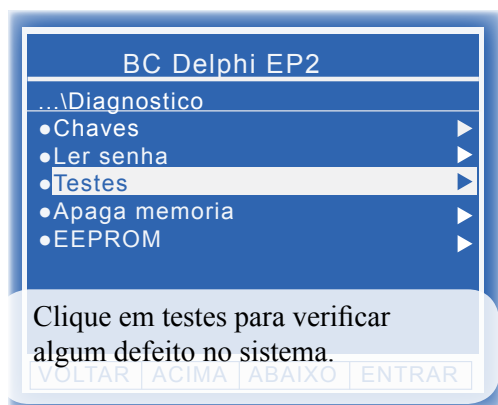 BC Delphi EP2
...\Diagnostico
●Chaves
●Ler senha
●Testes
●Apaga memoria
●EEPROM
Clique em testes para verificar
algum defeito no sistema.
VOLTAR ACIMA ABAIXO ENTRAR